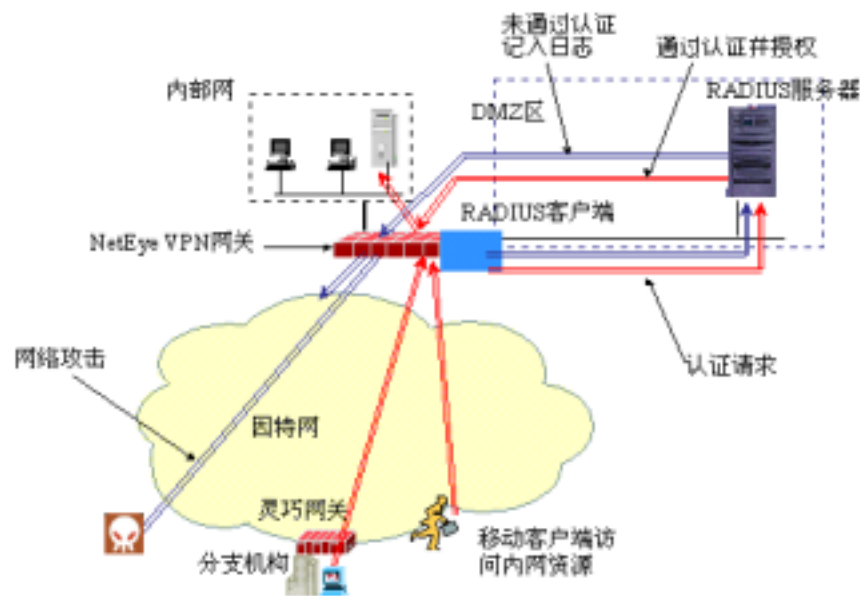 未通过认证
记入日志
通过认证并授权
内部网
RADIUS服务器
DMZ区
RADIUS客户端
NetEye VPN网关
网络攻击
认证请求
因特网
灵巧网关
分支机构
移动客户端访
问内网资源